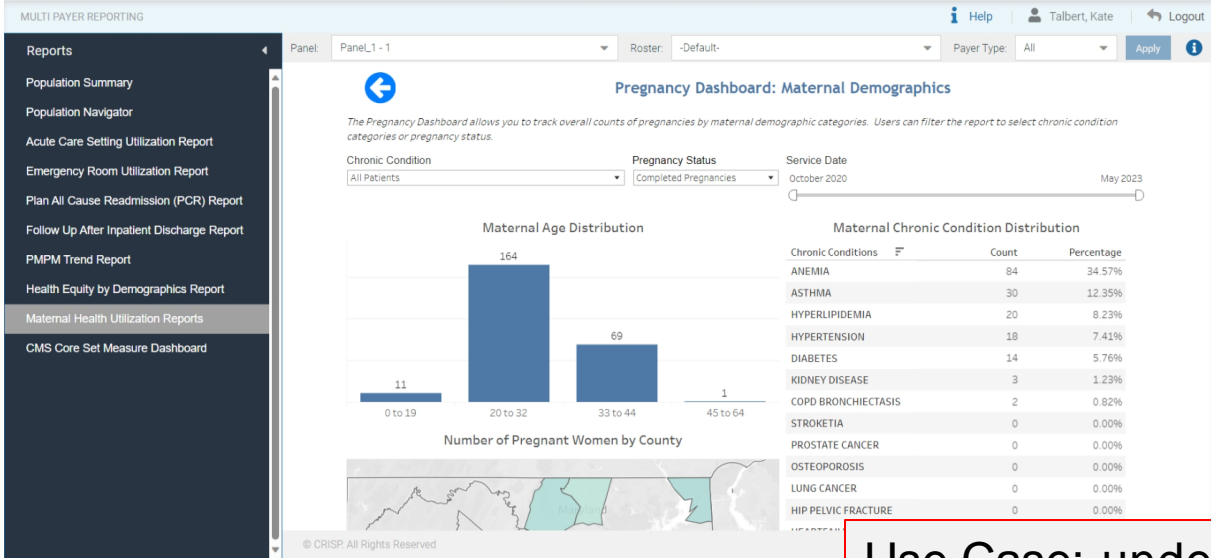 MULTI PAYER REPORTING
Help
Talbert, Kate
Logout
Reports
Panel:
Panel_1 - 1
Roster:
-Default-
Payer Type:
All
Apply
Population Summary
Population Navigator
Acute Care Setting Utilization Report
Emergency Room Utilization Report
Plan All Cause Readmission (PCR) Report
Follow Up After Inpatient Discharge Report
PMPM Trend Report
Health Equity by Demographics Report
Maternal Health Utilization Reports
CMS Core Set Measure Dashboard
Pregnancy Dashboard: Maternal Demographics
The Pregnancy Dashboard allows you to track overall counts of pregnancies by maternal demographic categories. Users can filter the report to select chronic condition
categories or pregnancy status.
Chronic Condition
All Patients
Pregnancy Status
Completed Pregnancies
Service Date
October 2020
May 2023
Maternal Age Distribution
164
69
11
1
0 to 19
20 to 32
33 to 44
45 to 64
Number of Pregnant Women by County
Maryland
Maternal Chronic Condition Distribution
Chronic Conditions Count Percentage
ANEMIA 84 34.57%
ASTHMA 30 12.35%
HYPERLIPIDEMIA 20 8.23%
HYPERTENSION 18 7.41%
DIABETES 14 5.76%
KIDNEY DISEASE 3 1.23%
COPD BRONCHIECTASIS 2 0.82%
STROKETIA 0 0.00%
PROSTATE CANCER 0 0.00%
OSTEOPOROSIS 0 0.00%
LUNG CANCER 0 0.00%
HIP PELVIC FRACTURE 0 0.00%
© CRISP. All Rights Reserved
Use Case: